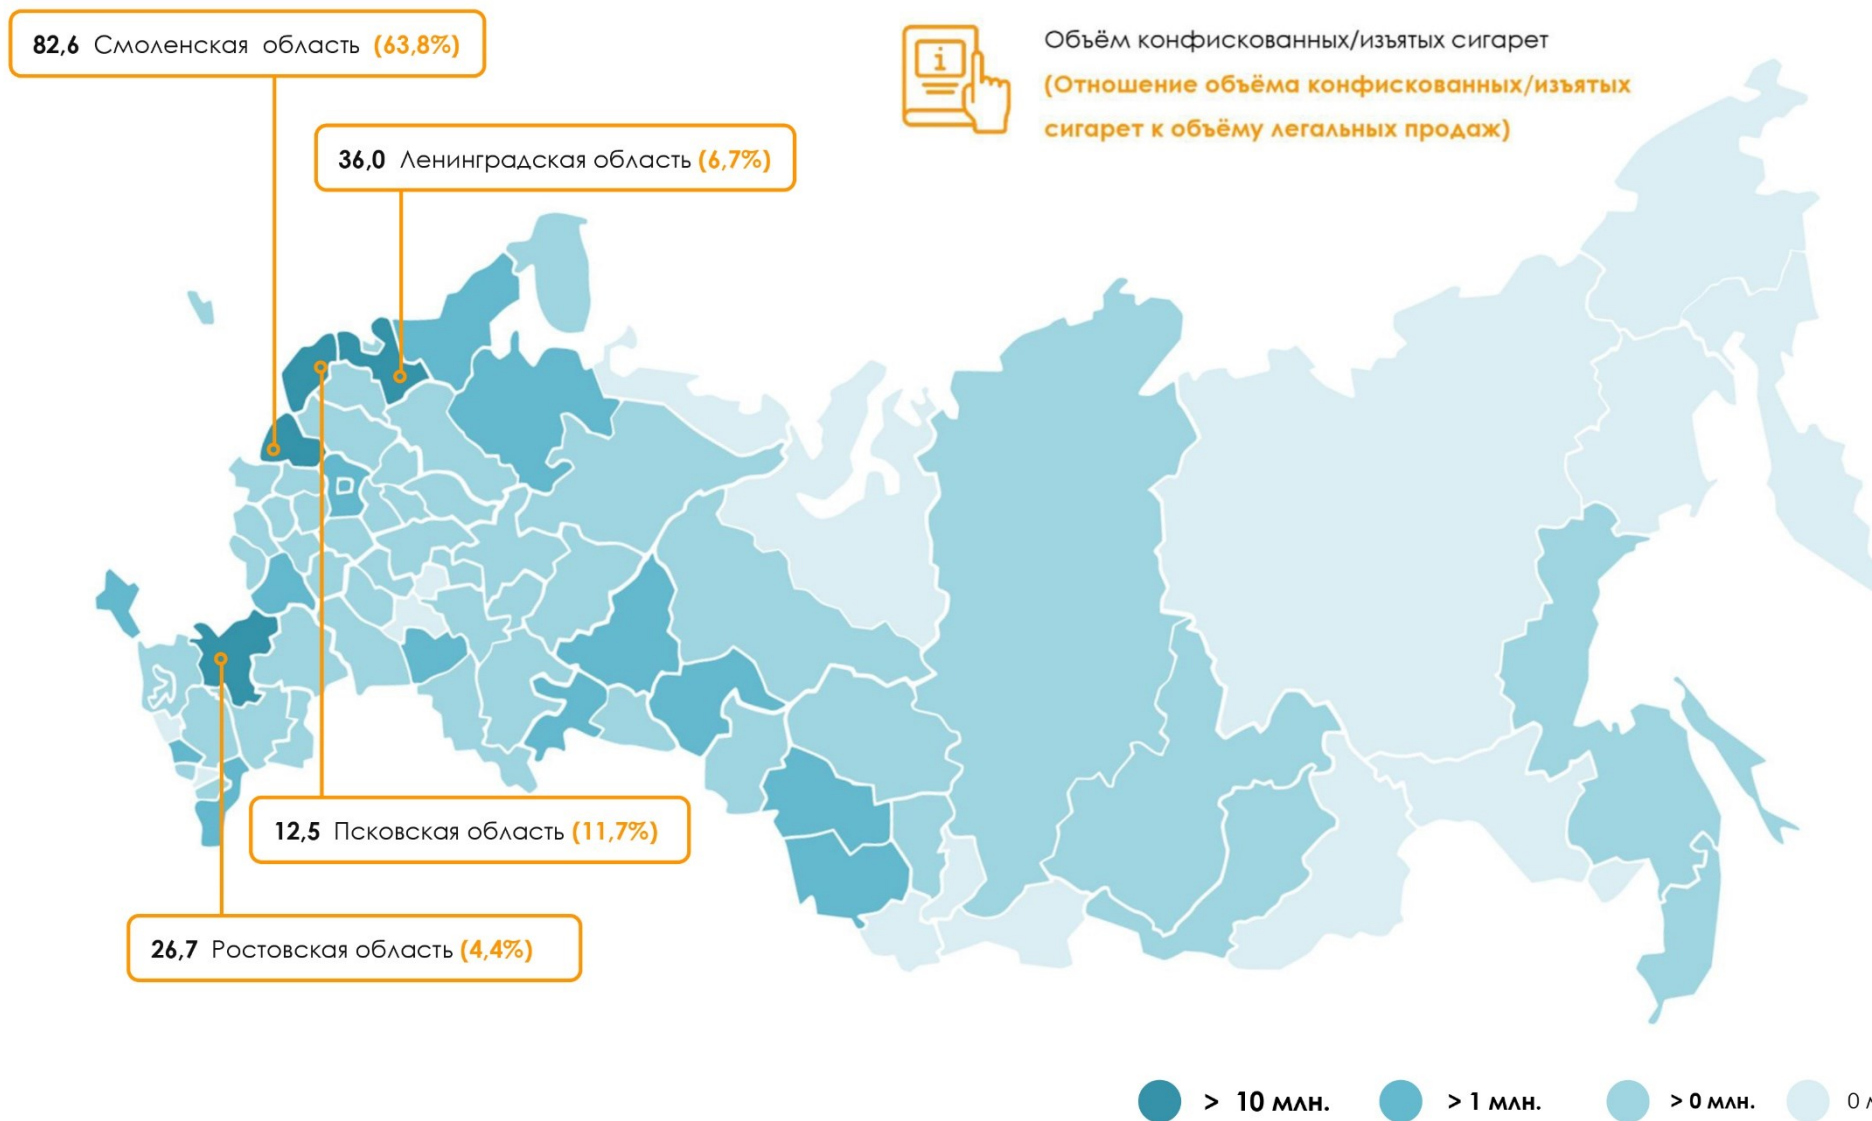 82,6 Смоленская область (63,8%)
Объём конфискованных/изъятых сигарет
(Отношение объёма конфискованных/изъятых
сигарет к объёму легальных продаж)
i
36,0 Ленинградская область (6,7%)
12,5 Псковская область (11,7%)
26,7 Ростовская область (4,4%)
> 10 млн.
> 1 млн.
> 0 млн.
0